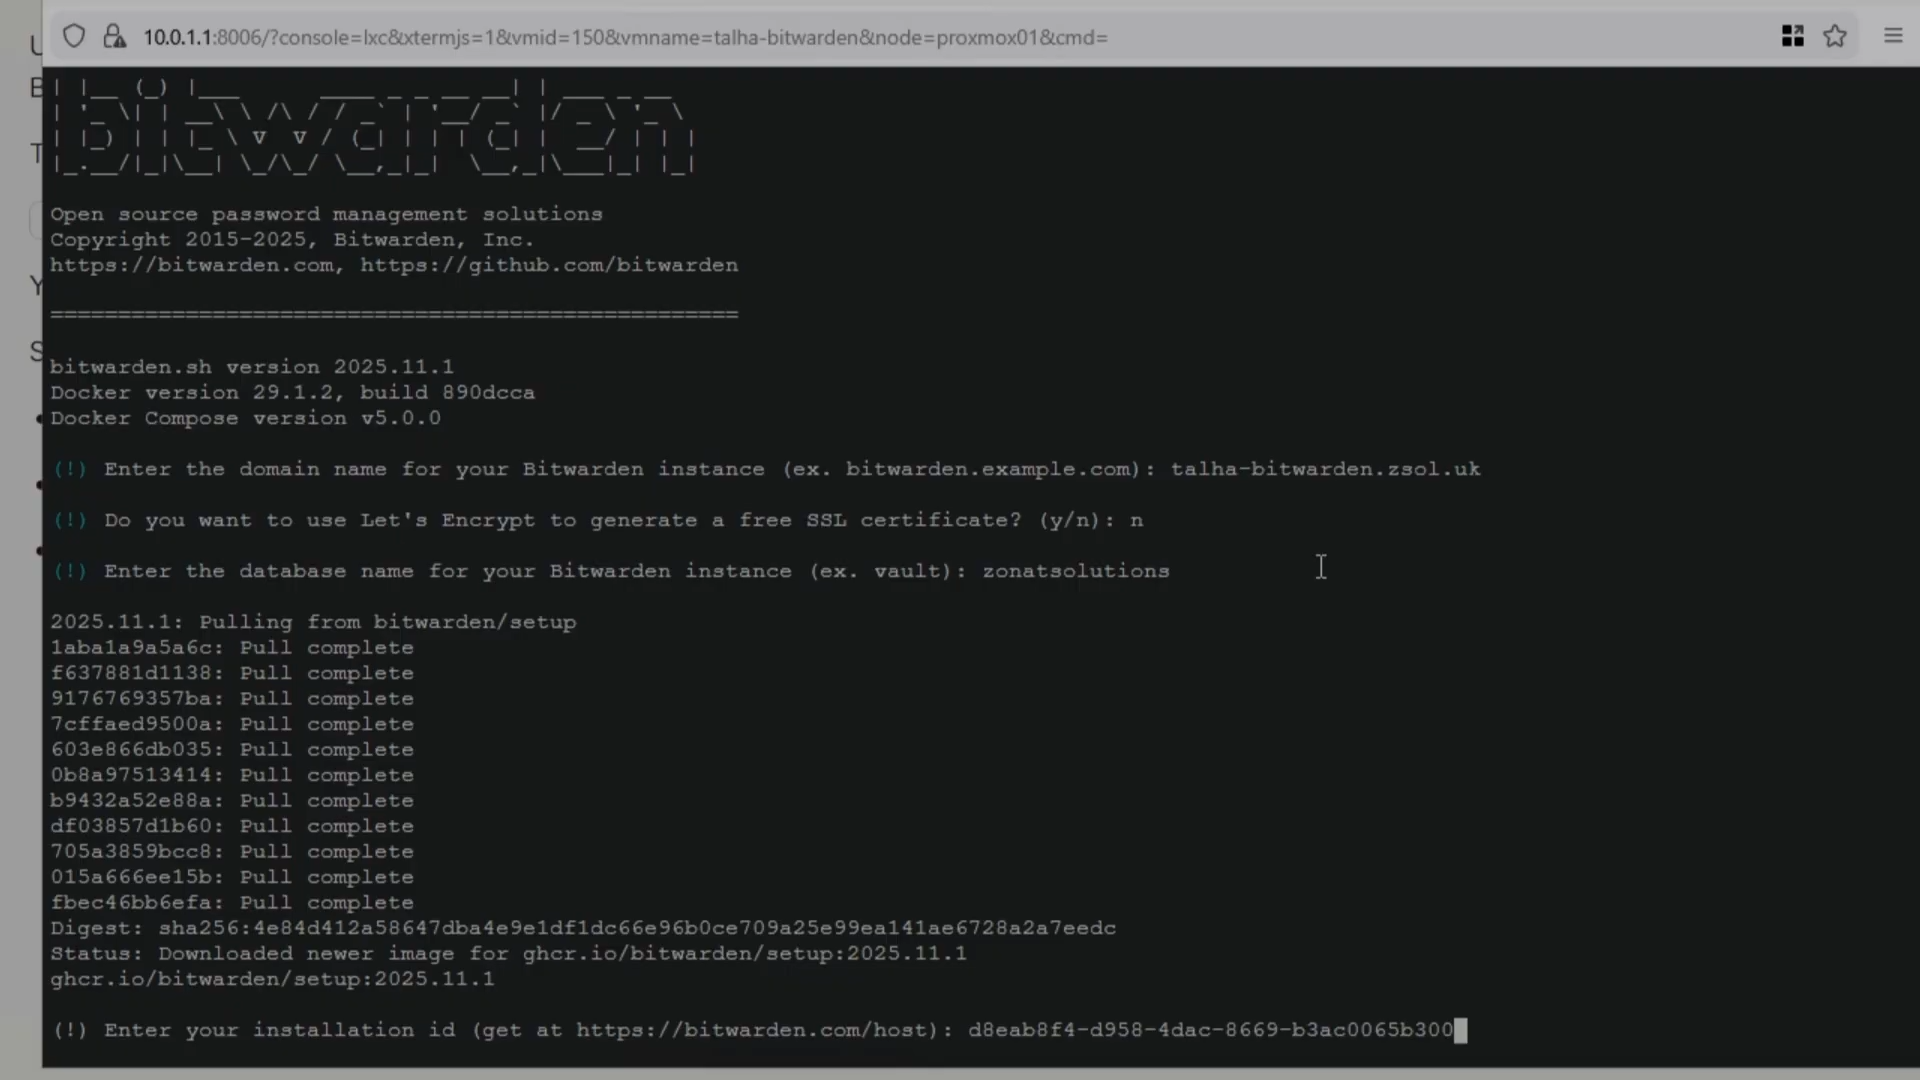 10.0.1.1:8006/?console=lxc&xtermjs=1&vmid=150&vmname=talha-bitwarden&node=proxmox01&cmd=
bitwarden
Open source password management solutions
Copyright 2015-2025, Bitwarden, Inc.
https://bitwarden.com, https://github.com/bitwarden
===================================================
bitwarden.sh version 2025.11.1
Docker version 29.1.2, build 890dcca
Docker Compose version v5.0.0
(!) Enter the domain name for your Bitwarden instance (ex. bitwarden.example.com): talha-bitwarden.zsol.uk
(!) Do you want to use Let's Encrypt to generate a free SSL certificate? (y/n): n
(!) Enter the database name for your Bitwarden instance (ex. vault): zonatsolutions
2025.11.1: Pulling from bitwarden/setup
1aba1a9a5a6c: Pull complete
f637881d1138: Pull complete
9176769357ba: Pull complete
7cffaed9500a: Pull complete
603e866db035: Pull complete
0b8a97513414: Pull complete
b9432a52e88a: Pull complete
df03857d1b60: Pull complete
705a3859bcc8: Pull complete
015a666ee15b: Pull complete
fbec46bb6efa: Pull complete
Digest: sha256:4e84d412a58647dba4e9e1df1dc66e96b0ce709a25e99ea141ae6728a2a7eedc
Status: Downloaded newer image for ghcr.io/bitwarden/setup:2025.11.1
ghcr.io/bitwarden/setup:2025.11.1
(!) Enter your installation id (get at https://bitwarden.com/host): d8eab8f4-d958-4dac-8669-b3ac0065b300